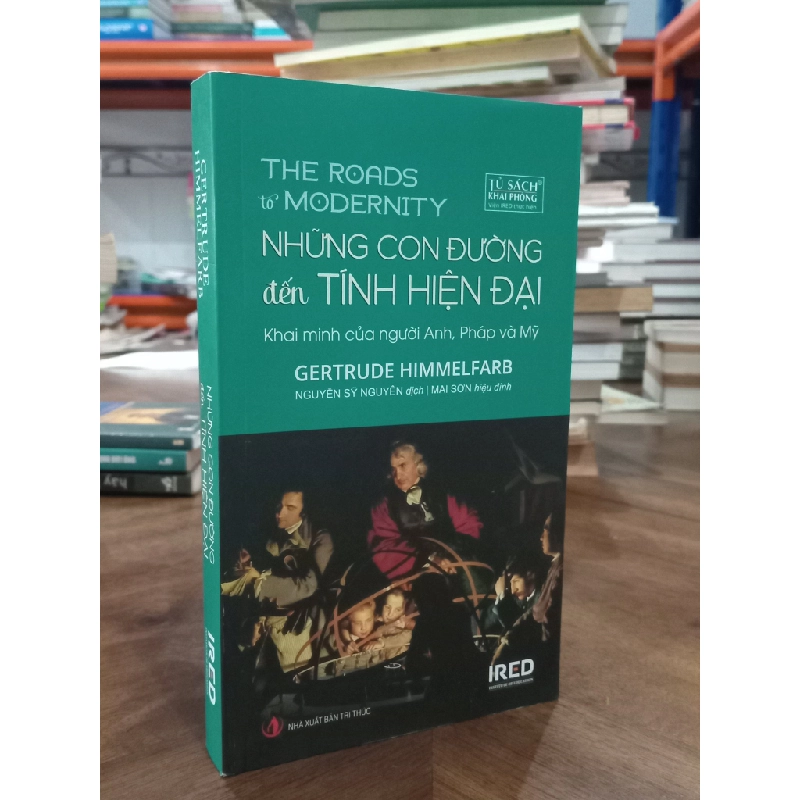 THE ROADS
to MODERNITY
TỦ SÁCH
KHAI PHÓNG
NHỮNG CON ĐƯỜNG
đến TÍNH HIỆN ĐẠI
Khai minh của người Anh, Pháp và Mỹ
GERTRUDE HIMMELFARB
NGUYỄN SỸ NGUYÊN dịch | MAI SƠN hiệu đính
IRED
NHÀ XUẤT BẢN TRI THỨC
GERTRUDE
HIMMELFARB
NHỮNG CON ĐƯỜNG
đến TÍNH HIỆN ĐẠI
IRED
hay